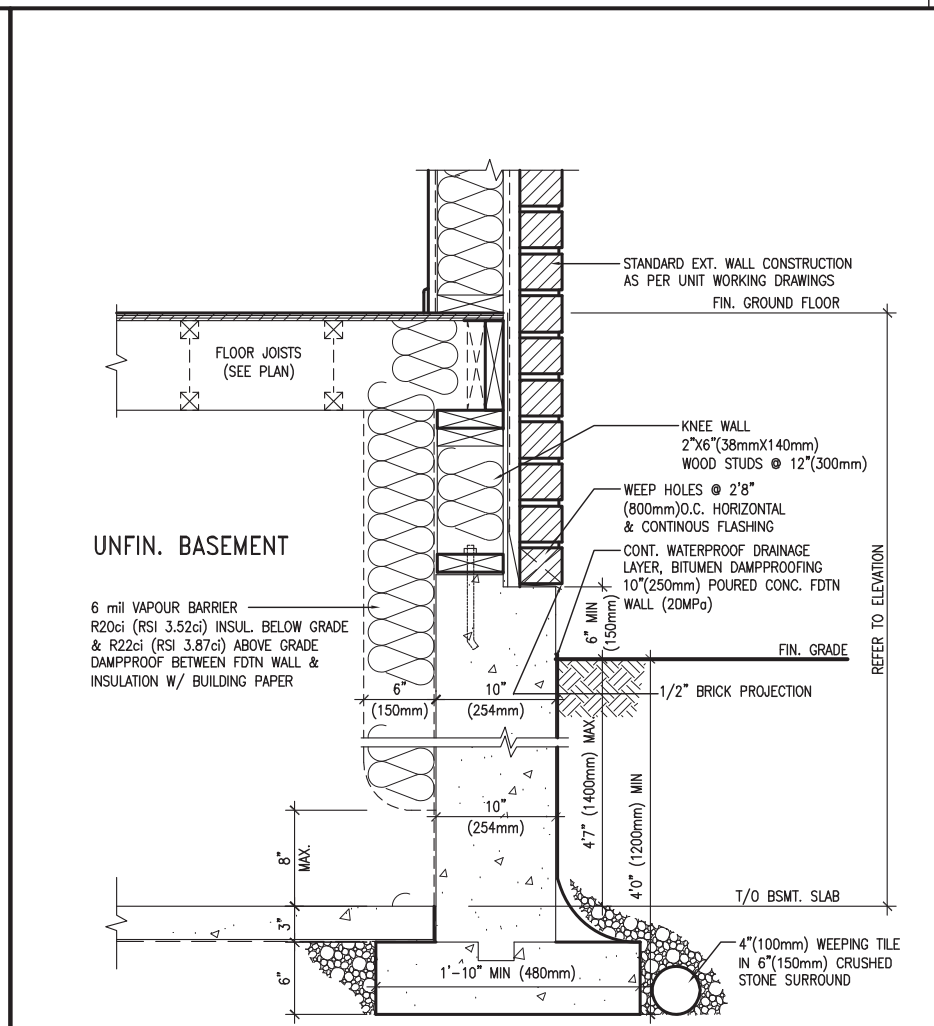 STANDARD EXT. WALL CONSTRUCTION
AS PER UNIT WORKING DRAWINGS
FIN. GROUND FLOOR
FLOOR JOISTS
(SEE PLAN)
KNEE WALL
2"X6"(38mmX140mm)
WOOD STUDS @ 12"(300mm)
WEEP HOLES @ 2'8"
(800mm)O.C. HORIZONTAL
& CONTINOUS FLASHING
UNFIN. BASEMENT
CONT. WATERPROOF DRAINAGE
LAYER, BITUMEN DAMPPROOFING
10"(250mm) POURED CONC. FDTN
WALL (20MPa)
6 mil VAPOUR BARRIER
R20ci (RSI 3.52ci) INSUL. BELOW GRADE
& R22ci (RSI 3.87ci) ABOVE GRADE
DAMPPROOF BETWEEN FDTN WALL &
INSULATION W/ BUILDING PAPER
6" MIN
(150mm)
REFER TO ELEVATION
FIN. GRADE
6"
(150mm)
10"
(254mm)
1/2" BRICK PROJECTION
4'7" (1400mm) MAX.
4'0" (1200mm) MIN
10"
(254mm)
8"
MAX.
T/O BSMT. SLAB
3"
6"
1'-10" MIN (480mm)
4"(100mm) WEEPING TILE
IN 6"(150mm) CRUSHED
STONE SURROUND